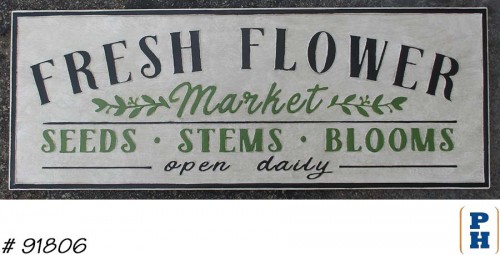 FRESH FLOWER
Market
SEEDS · STEMS · BLOOMS
open daily
# 91806
PH